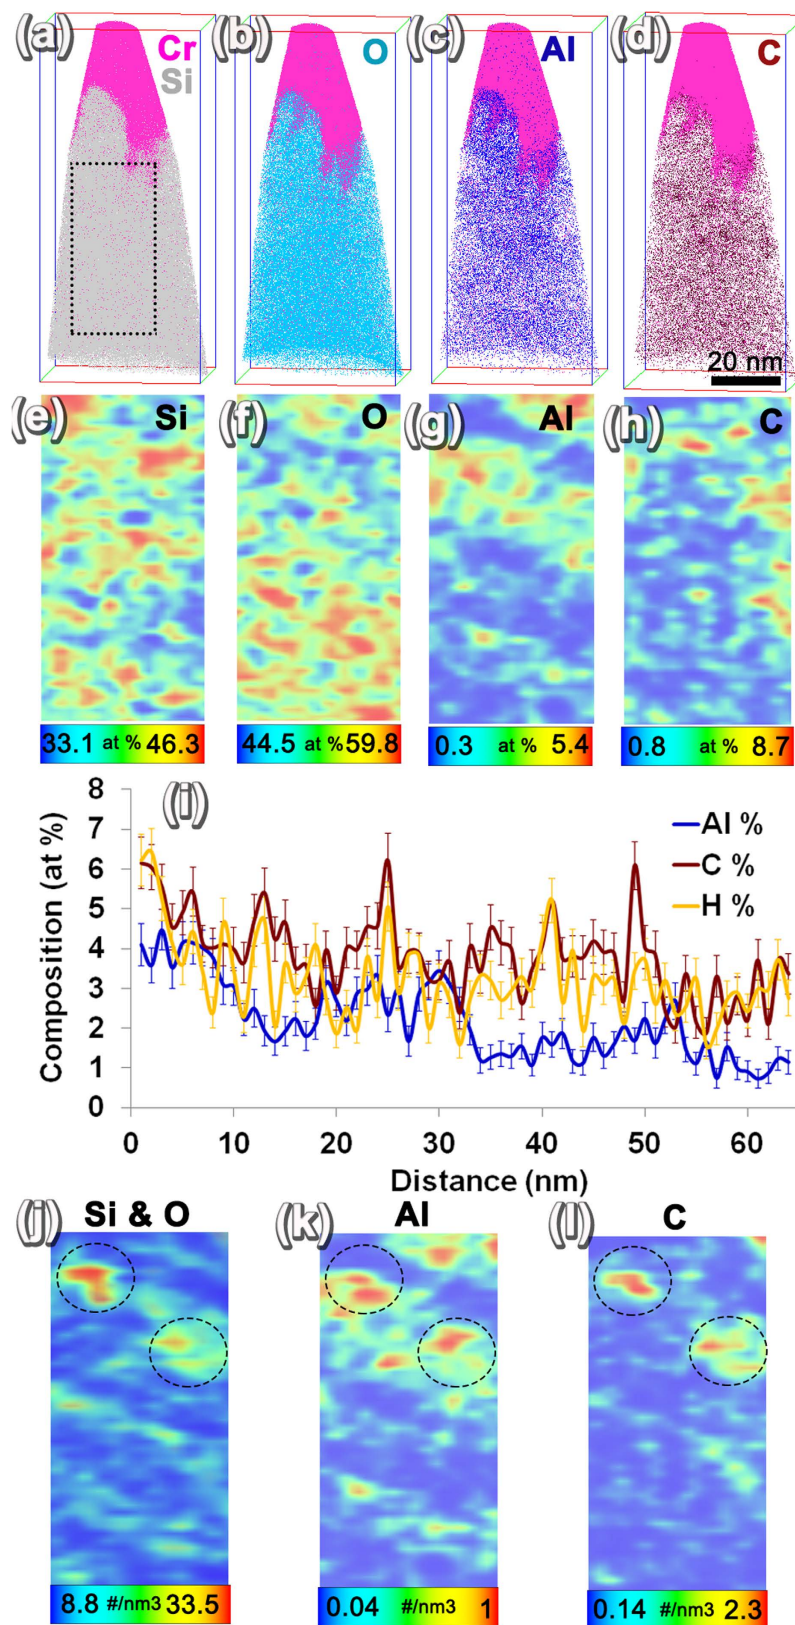 (a) Cr Si
(b) O
(c) Al
(d) C
20 nm
(e) Si
(f) O
(g) Al
(h) C
33.1 at % 46.3
44.5 at % 59.8
0.3 at % 5.4
0.8 at % 8.7
(i)
Al %
C %
H %
Composition (at %)
8
7
6
5
4
3
2
1
0
0 10 20 30 40 50 60
Distance (nm)
(j) Si & O
(k) Al
(l) C
8.8 #/nm3 33.5
0.04 #/nm3 1
0.14 #/nm3 2.3